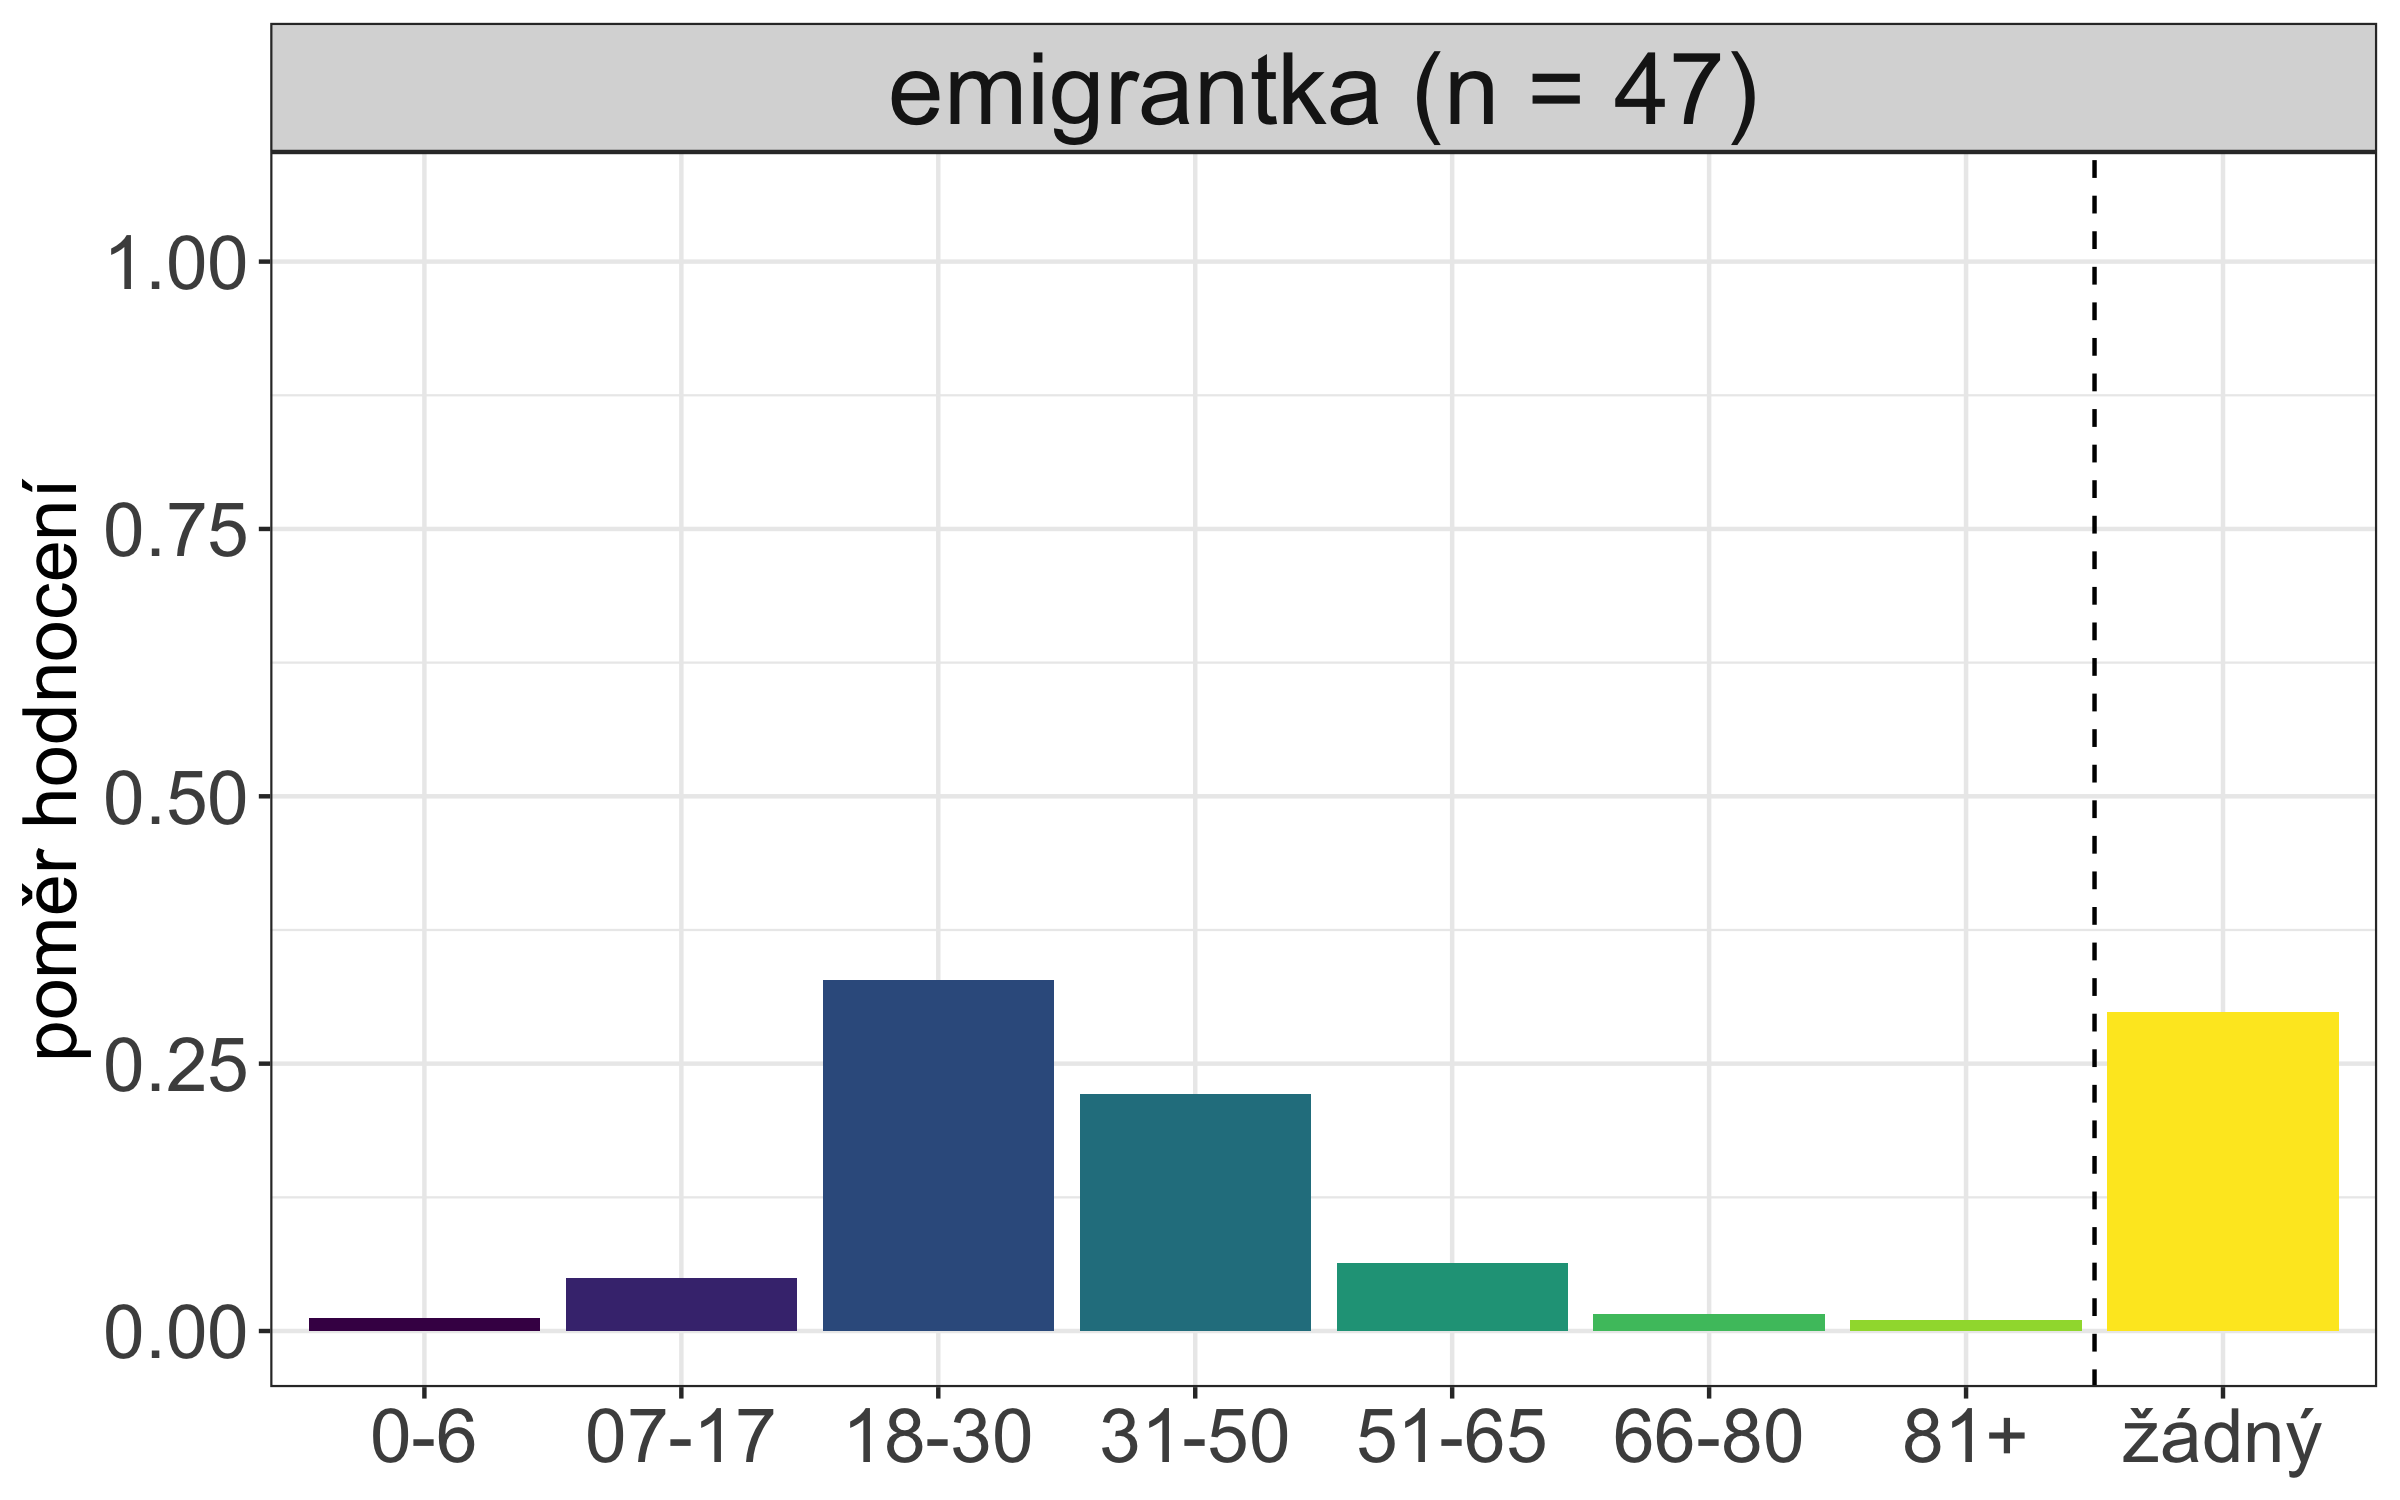 emigrantka (n = 47)
poměr hodnocení
1.00
0.75
0.50
0.25
0.00
0-6 07-17 18-30 31-50 51-65 66-80 81+ žádný